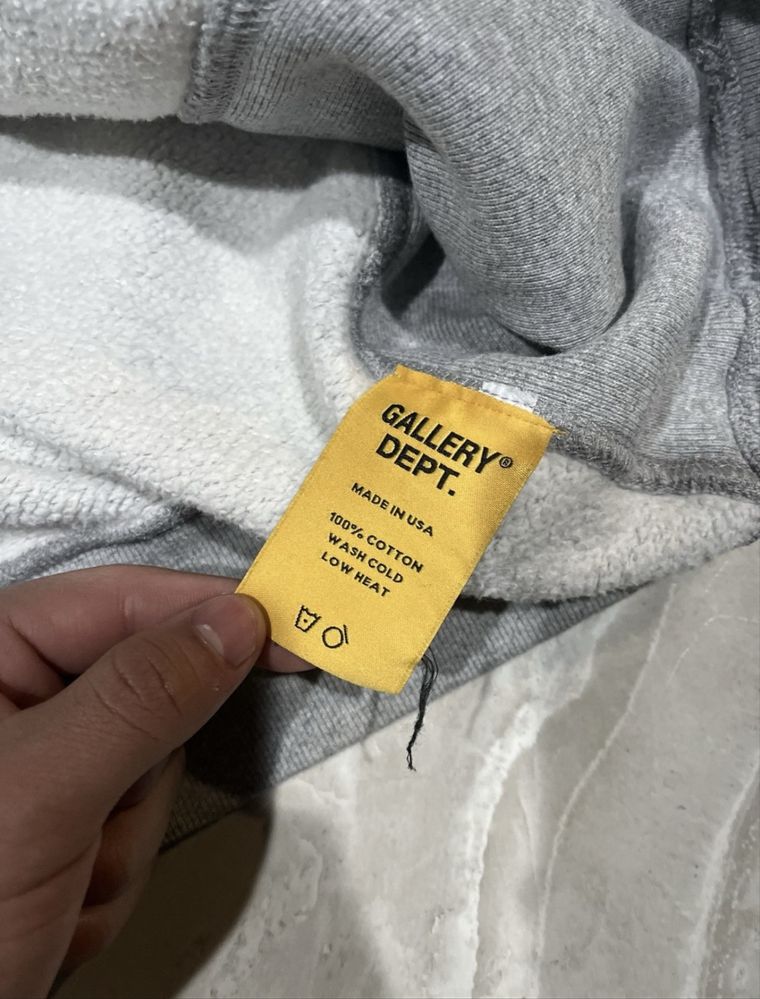 GALLERY
DEPT.®
MADE IN USA
100% COTTON
WASH COLD
LOW HEAT